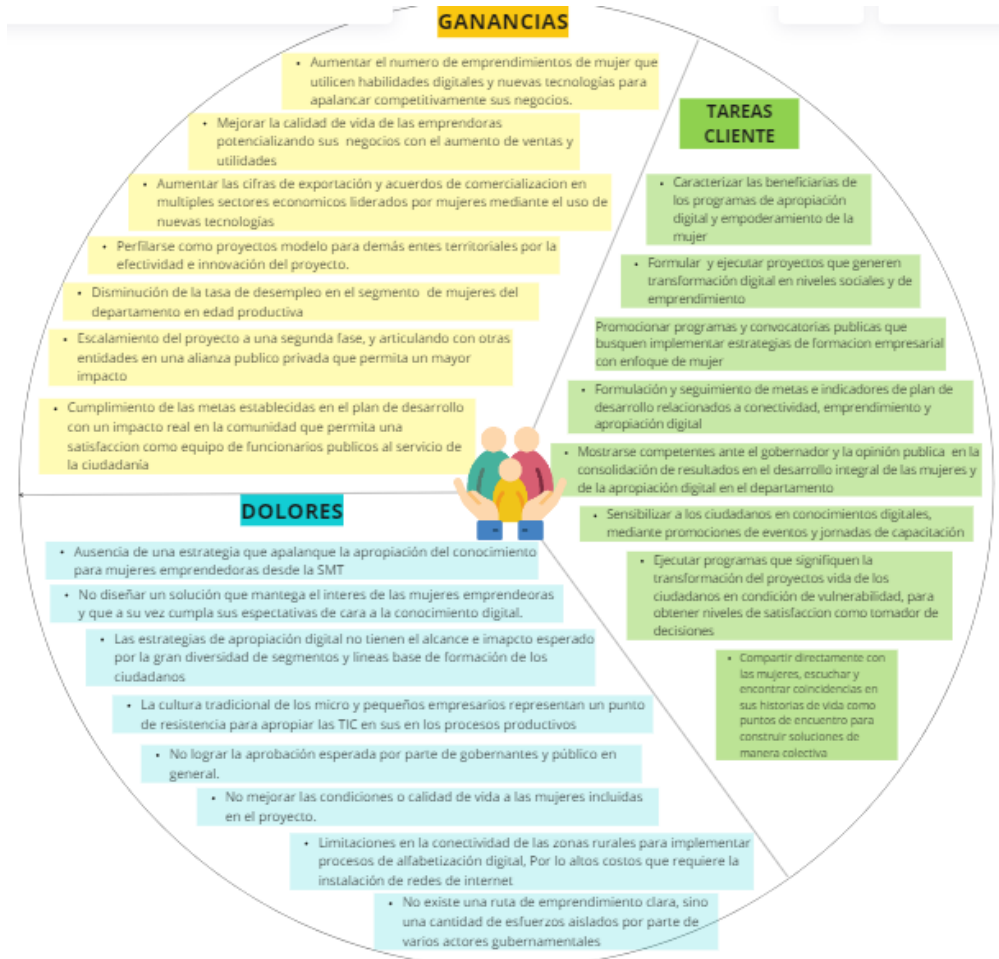 GANANCIAS
• Aumentar el numero de emprendimientos de mujer que
utilicen habilidades digitales y nuevas tecnologías para
apalancar competitivamente sus negocios.
• Mejorar la calidad de vida de las emprendoras
potencializando sus negocios con el aumento de ventas y
utilidades
• Aumentar las cifras de exportación y acuerdos de comercializacion en
multiples sectores economicos liderados por mujeres mediante el uso de
nuevas tecnologías
• Perfilarse como proyectos modelo para demás entes territoriales por la
efectividad e innovación del proyecto.
• Disminución de la tasa de desempleo en el segmento de mujeres del
departamento en edad productiva
• Escalamiento del proyecto a una segunda fase, y articulando con otras
entidades en una alianza publico privada que permita un mayor
impacto
• Cumplimiento de las metas establecidas en el plan de desarrollo
con un impacto real en la comunidad que permita una
satisfaccion como equipo de funcionarios publicos al servicio de
la ciudadanía
TAREAS
CLIENTE
• Caracterizar las beneficiarias de
los programas de apropiación
digital y empoderamiento de la
mujer
• Formular y ejecutar proyectos que generen
transformación digital en niveles sociales y de
emprendimiento
Promocionar programas y convocatorias publicas que
busquen implementar estrategias de formacion empresarial
con enfoque de mujer
• Formulación y seguimiento de metas e indicadores de plan de
desarrollo relacionados a conectividad, emprendimiento y
apropiación digital
• Mostrarse competentes ante el gobernador y la opinión publica en la
consolidación de resultados en el desarrollo integral de las mujeres y
de la apropiación digital en el departamento
• Sensibilizar a los ciudadanos en conocimientos digitales,
mediante promociones de eventos y jornadas de capacitación
• Ejecutar programas que signifiquen la
transformación del proyectos vida de los
ciudadanos en condición de vulnerabilidad, para
obtener niveles de satisfaccion como tomador de
decisiones
• Compartir directamente con
las mujeres, escuchar y
encontrar coincidencias en
sus historias de vida como
puntos de encuentro para
construir soluciones de
manera colectiva
DOLORES
• Ausencia de una estrategia que apalanque la apropiación del conocimiento
para mujeres emprendedoras desde la SMT
• No diseñar un solución que mantega el interes de las mujeres emprendeoras
y que a su vez cumpla sus espectativas de cara a la conocimiento digital.
• Las estrategias de apropiación digital no tienen el alcance e imapcto esperado
por la gran diversidad de segmentos y lineas base de formación de los
ciudadanos
• La cultura tradicional de los micro y pequeños empresarios representan un punto
de resistencia para apropiar las TIC en sus en los procesos productivos
• No lograr la aprobación esperada por parte de gobernantes y público en
general.
• No mejorar las condiciones o calidad de vida a las mujeres incluidas
en el proyecto.
• Limitaciones en la conectividad de las zonas rurales para implementar
procesos de alfabetización digital, Por lo altos costos que requiere la
instalación de redes de internet
• No existe una ruta de emprendimiento clara, sino
una cantidad de esfuerzos aislados por parte de
varios actores gubernamentales